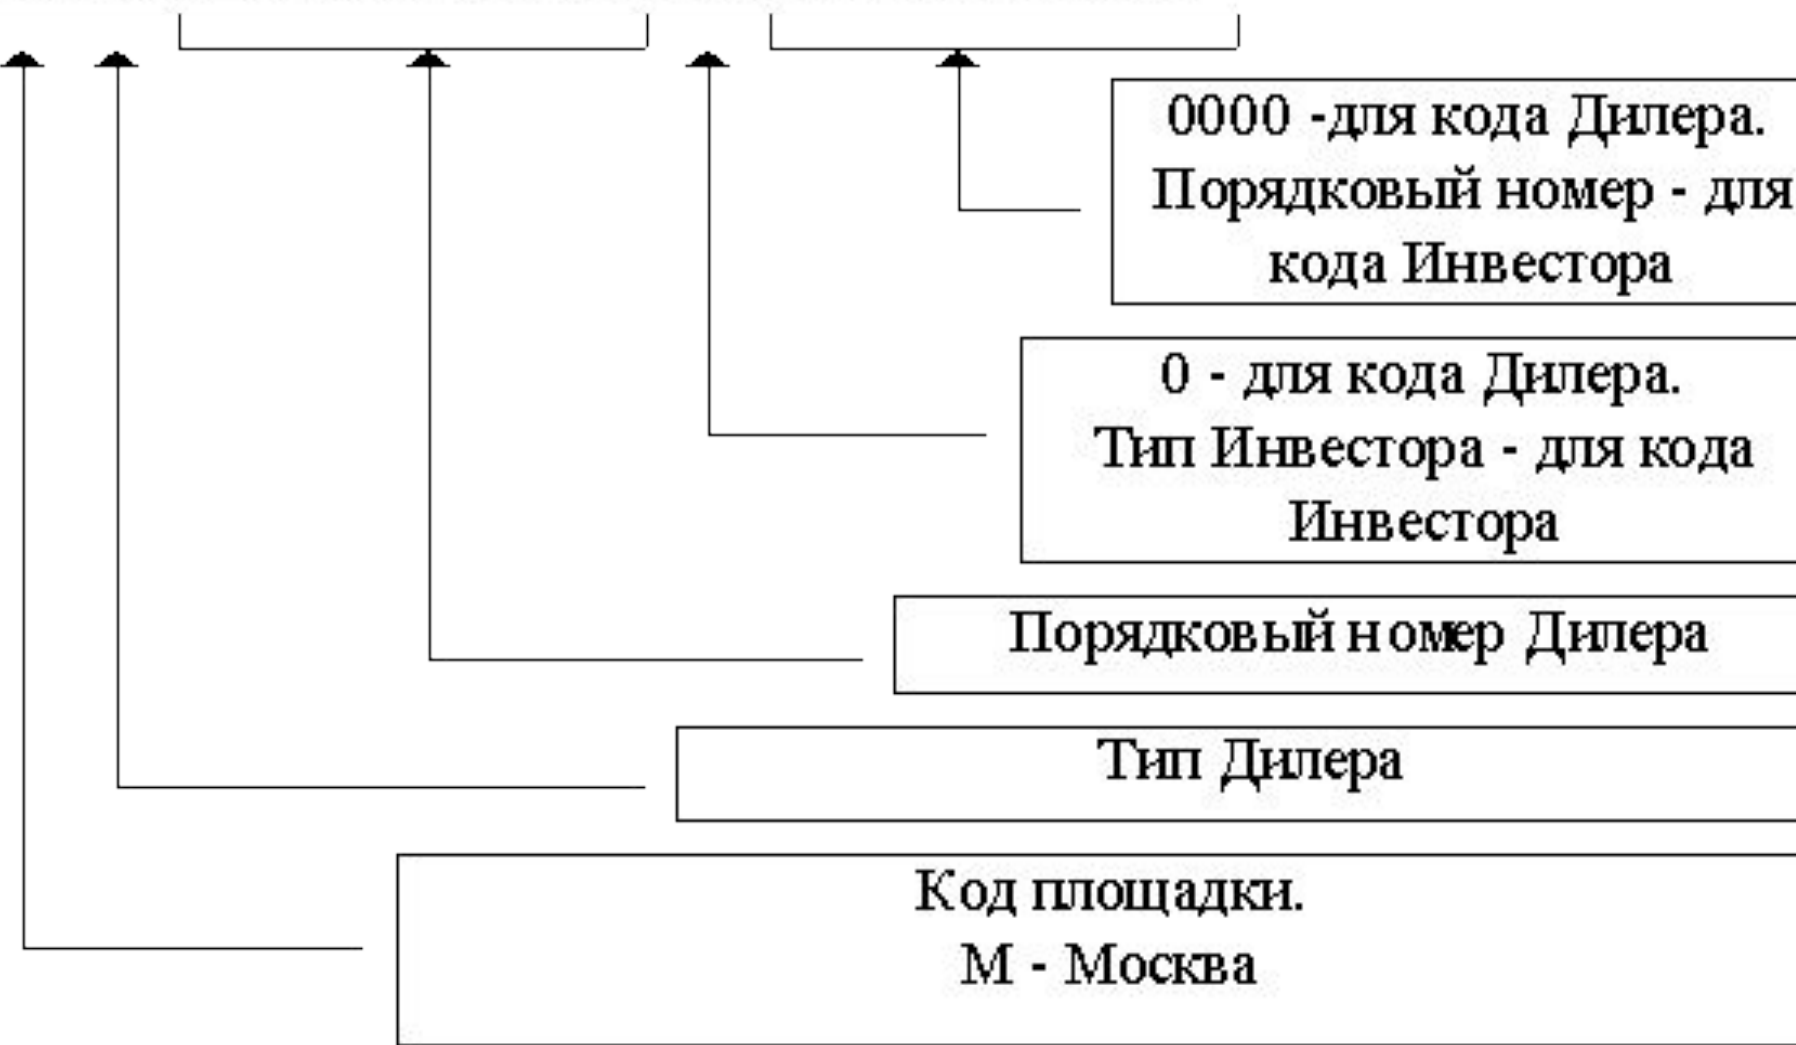 0000 -для кода Дилера.
Порядковый номер - для
кода Инвестора
0 - для кода Дилера.
Тип Инвестора - для кода
Инвестора
Порядковый номер Дилера
Тип Дилера
Код площадки.
М - Москва